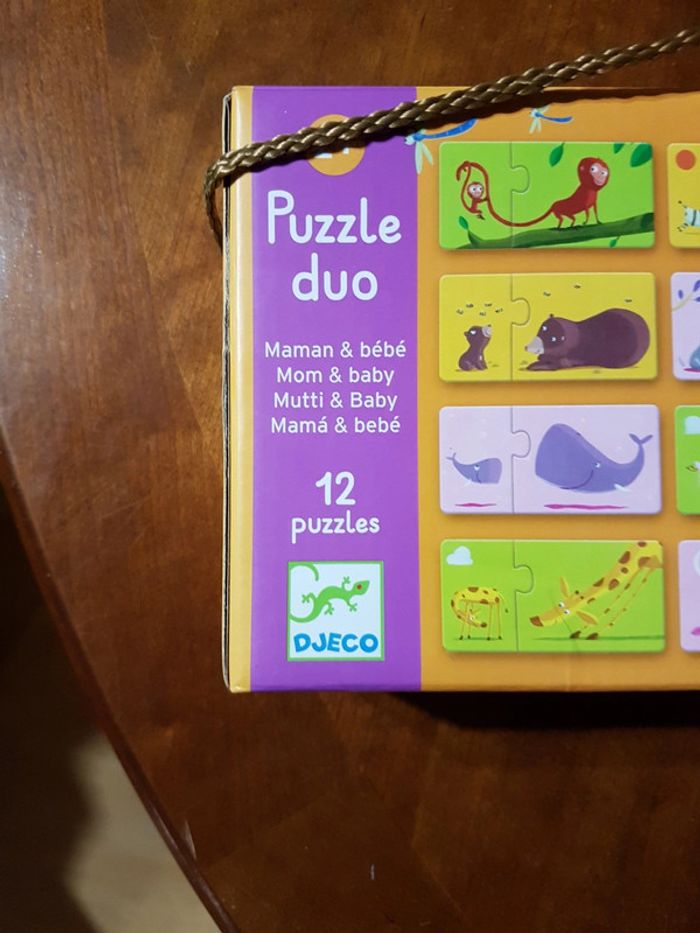 Puzzle
duo
Maman & bébé
Mom & baby
Mutti & Baby
Mamá & bebé
12
puzzles
DJECO